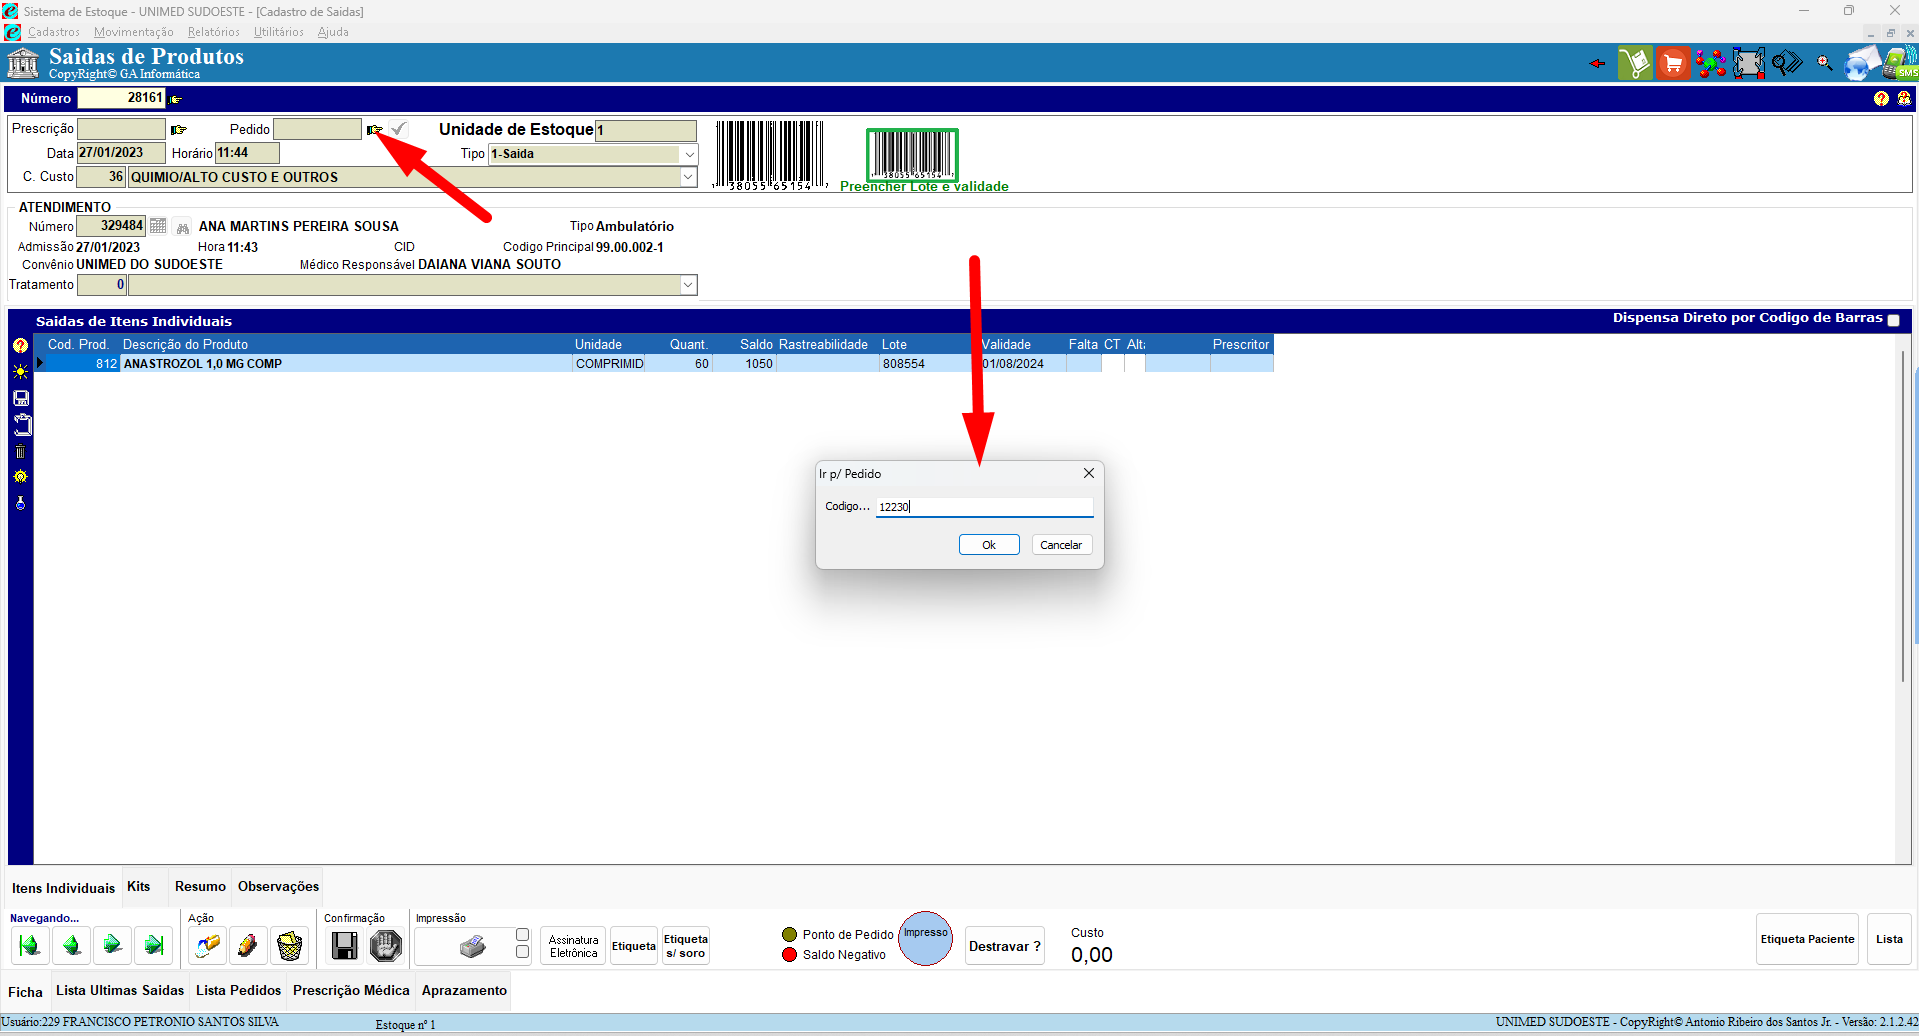 Sistema de Estoque - UNIMED SUDOESTE - [Cadastro de Saidas]
Cadastros Movimentação Relatórios Utilitários Ajuda
Saidas de Produtos
CopyRight© GA Informática
SMS
Número 28161
Prescrição Pedido Unidade de Estoque 1
Data 27/01/2023 Horário 11:44 Tipo 1-Saida
C. Custo 36 QUIMIO/ALTO CUSTO E OUTROS
38055 65154
38055 65154
Preencher Lote e validade
ATENDIMENTO
Número 329484 ANA MARTINS PEREIRA SOUSA Tipo Ambulatório
Admissão 27/01/2023 Hora 11:43 CID Codigo Principal 99.00.002-1
Convênio UNIMED DO SUDOESTE Médico Responsável DAIANA VIANA SOUTO
Tratamento 0
Saidas de Itens Individuais Dispensa Direto por Codigo de Barras
Cod. Prod. Descrição do Produto Unidade Quant. Saldo Rastreabilidade Lote Validade Falta CT Alta Prescritor
812 ANASTROZOL 1,0 MG COMP COMPRIMID 60 1050 808554 01/08/2024
Ir p/ Pedido
Codigo... 12230
Ok Cancelar
Itens Individuais Kits Resumo Observações
Navegando... Ação Confirmação Impressão
Assinatura Eletrônica
Etiqueta
Etiqueta s/ soro
Ponto de Pedido
Saldo Negativo
Impresso
Destravar ?
Custo
0,00
Etiqueta Paciente
Lista
Ficha Lista Ultimas Saidas Lista Pedidos Prescrição Médica Aprazamento
Usuário:229 FRANCISCO PETRONIO SANTOS SILVA Estoque nº 1 UNIMED SUDOESTE - CopyRight© Antonio Ribeiro dos Santos Jr. - Versão: 2.1.2.42